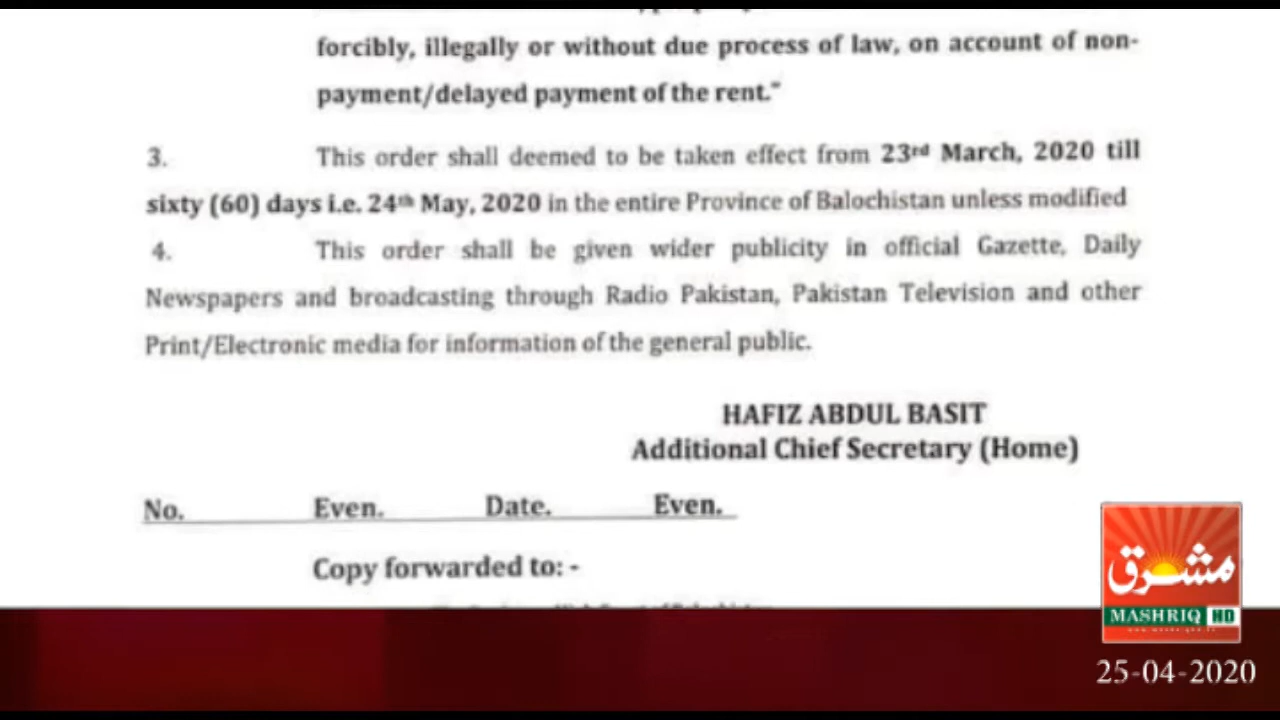 forcibly, illegally or without due process of law, on account of non-
payment/delayed payment of the rent."
3. This order shall deemed to be taken effect from 23rd March, 2020 till
sixty (60) days i.e. 24th May, 2020 in the entire Province of Balochistan unless modified
4. This order shall be given wider publicity in official Gazette, Daily
Newspapers and broadcasting through Radio Pakistan, Pakistan Television and other
Print/Electronic media for information of the general public.
HAFIZ ABDUL BASIT
Additional Chief Secretary (Home)
No. Even. Date. Even.
Copy forwarded to: -
مشرق
MASHRIQ HD
25-04-2020